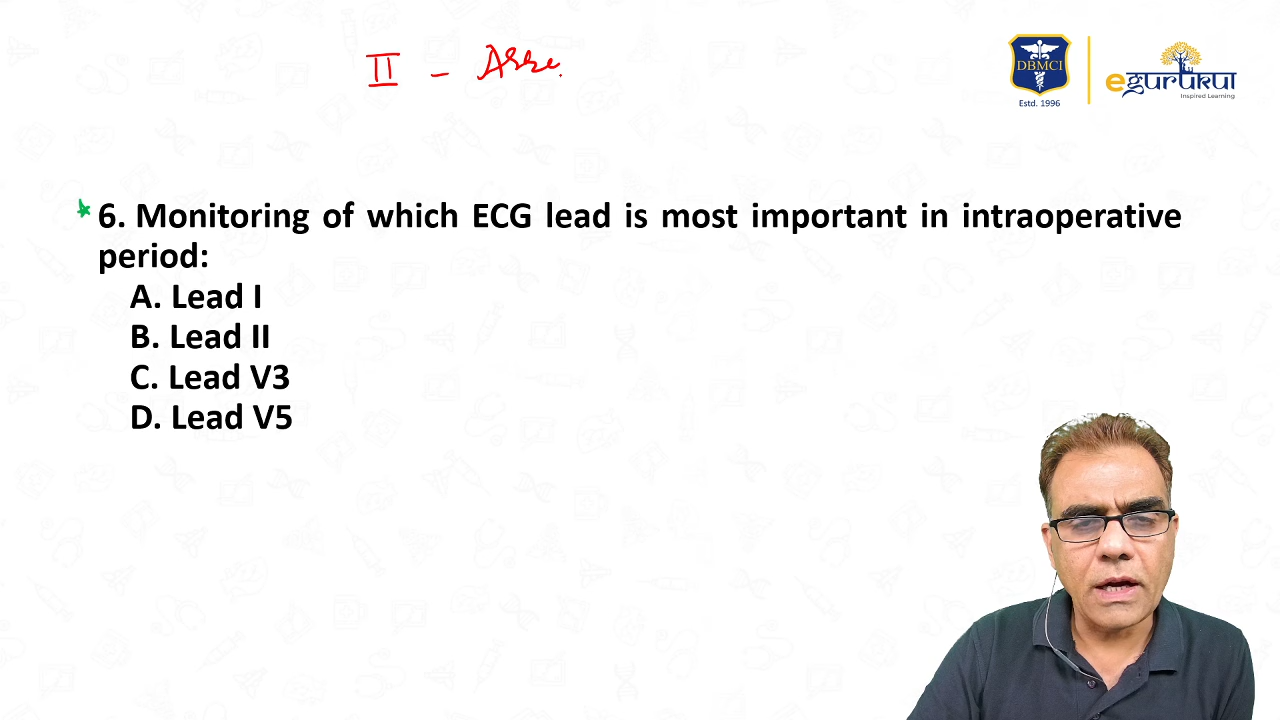 II -
DBMCI
Estd. 1996
egurukul
Inspired Learning
6. Monitoring of which ECG lead is most important in intraoperative
period:
A. Lead I
B. Lead II
C. Lead V3
D. Lead V5